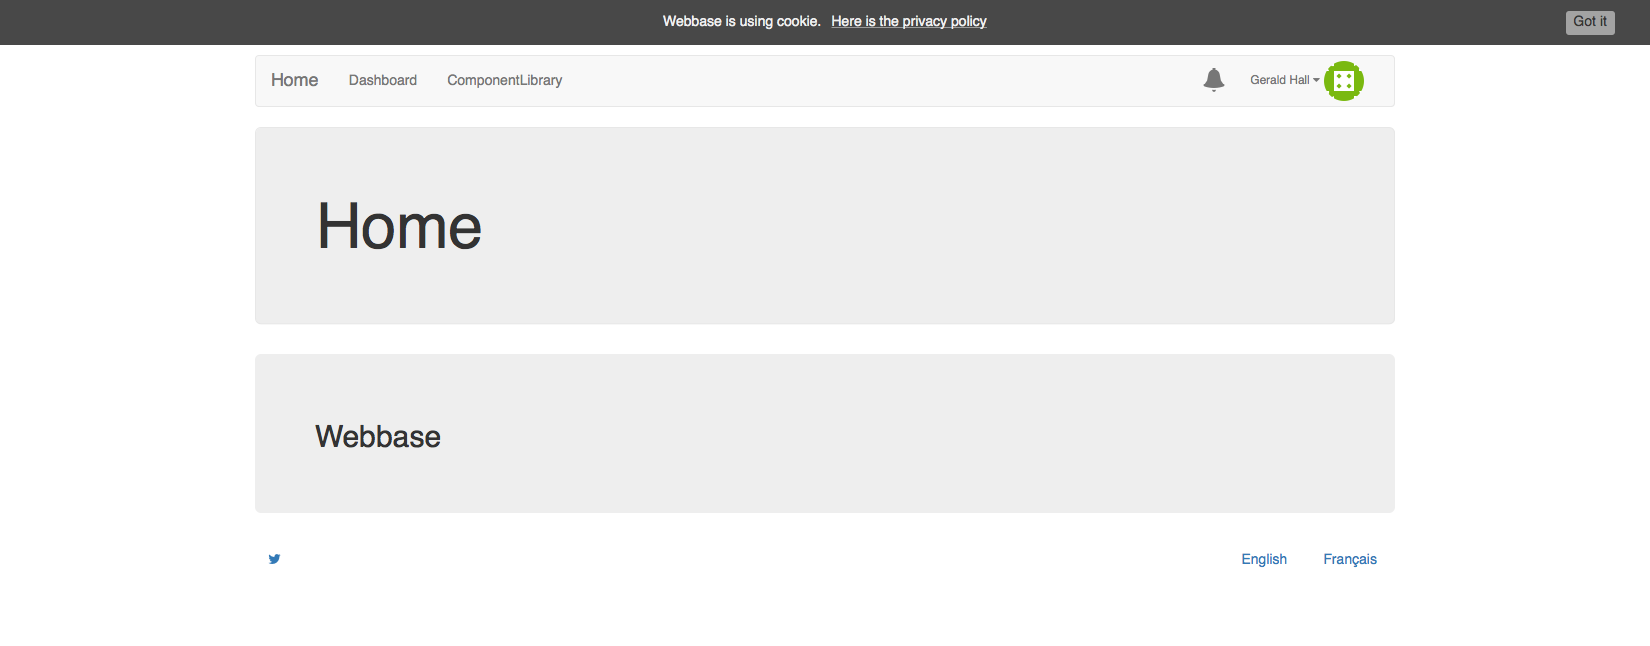 Webbase is using cookie. Here is the privacy policy Got it
Home Dashboard ComponentLibrary Gerald Hall
Home
Webbase
English Français